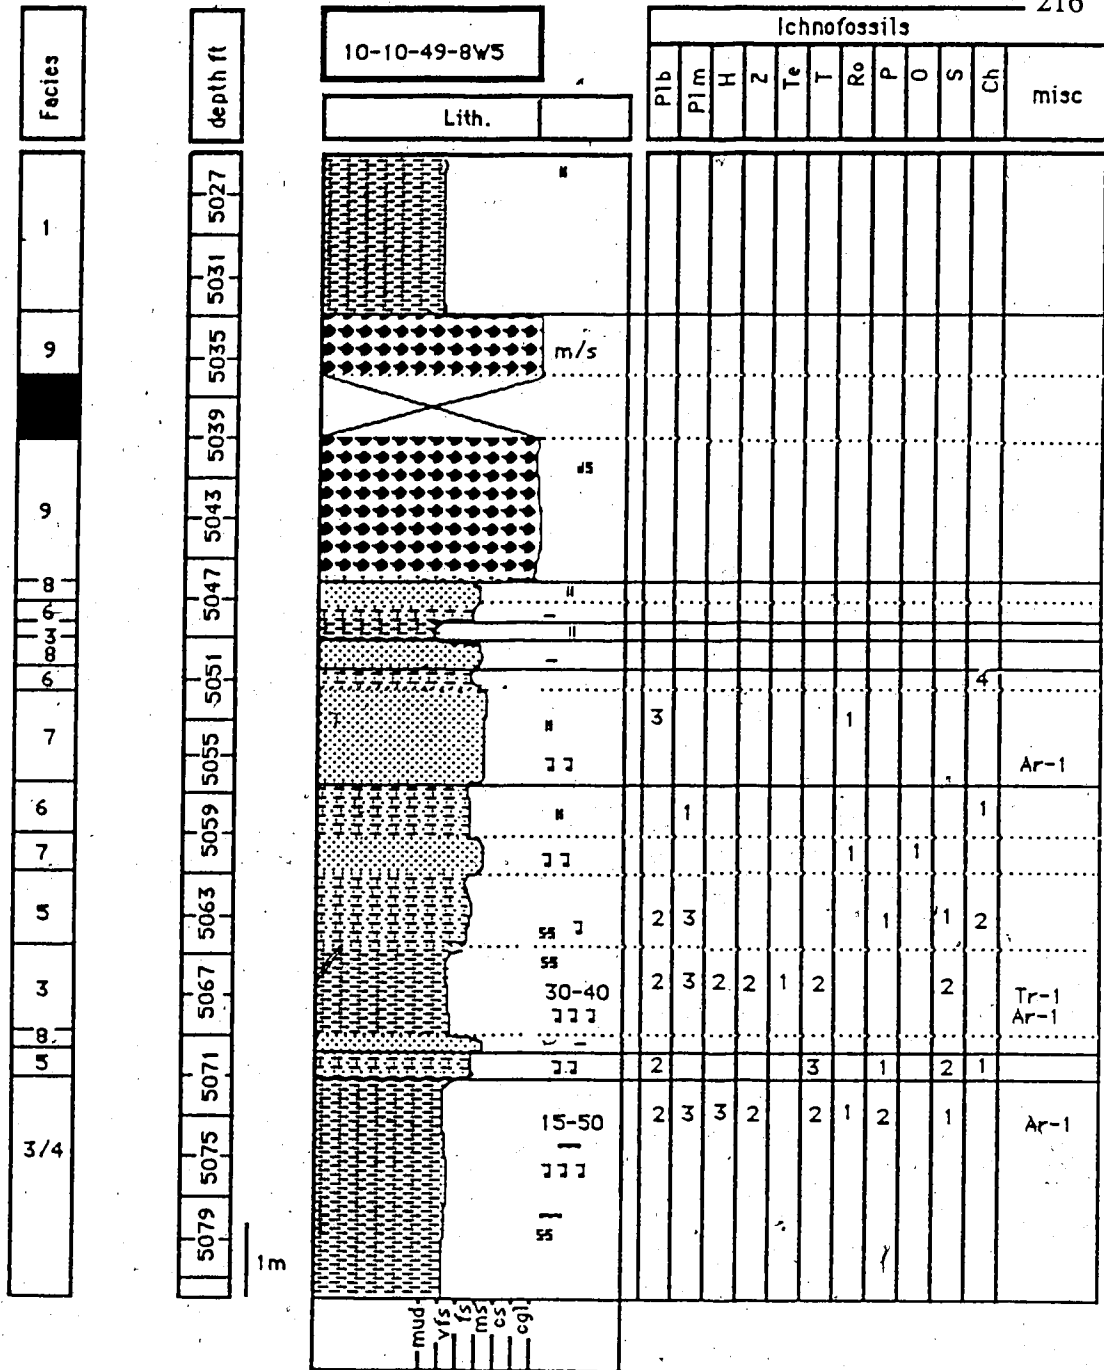 216
Facies
depth ft
10-10-49-8W5
Lith.
Ichnofossils
Plb Plm H Z Te T Ro P O S Ch misc
5027
1
5031
9 5035 m/s
5039
9 5043
8
5047
6
3
8
5051
6 4
3 1
7 5055 Ar-1
6 5059 1 1
7 1 1
5 5063 ss 2 3 1 1 2
ss
3 5067 30-40 2 3 2 2 1 2 2 Tr-1
Ar-1
8
5 5071 2 3 1 2 1
15-50 2 3 3 2 2 1 2 1 Ar-1
3/4 5075
5079 ss
1m
mud vfs fs ms cs cgl